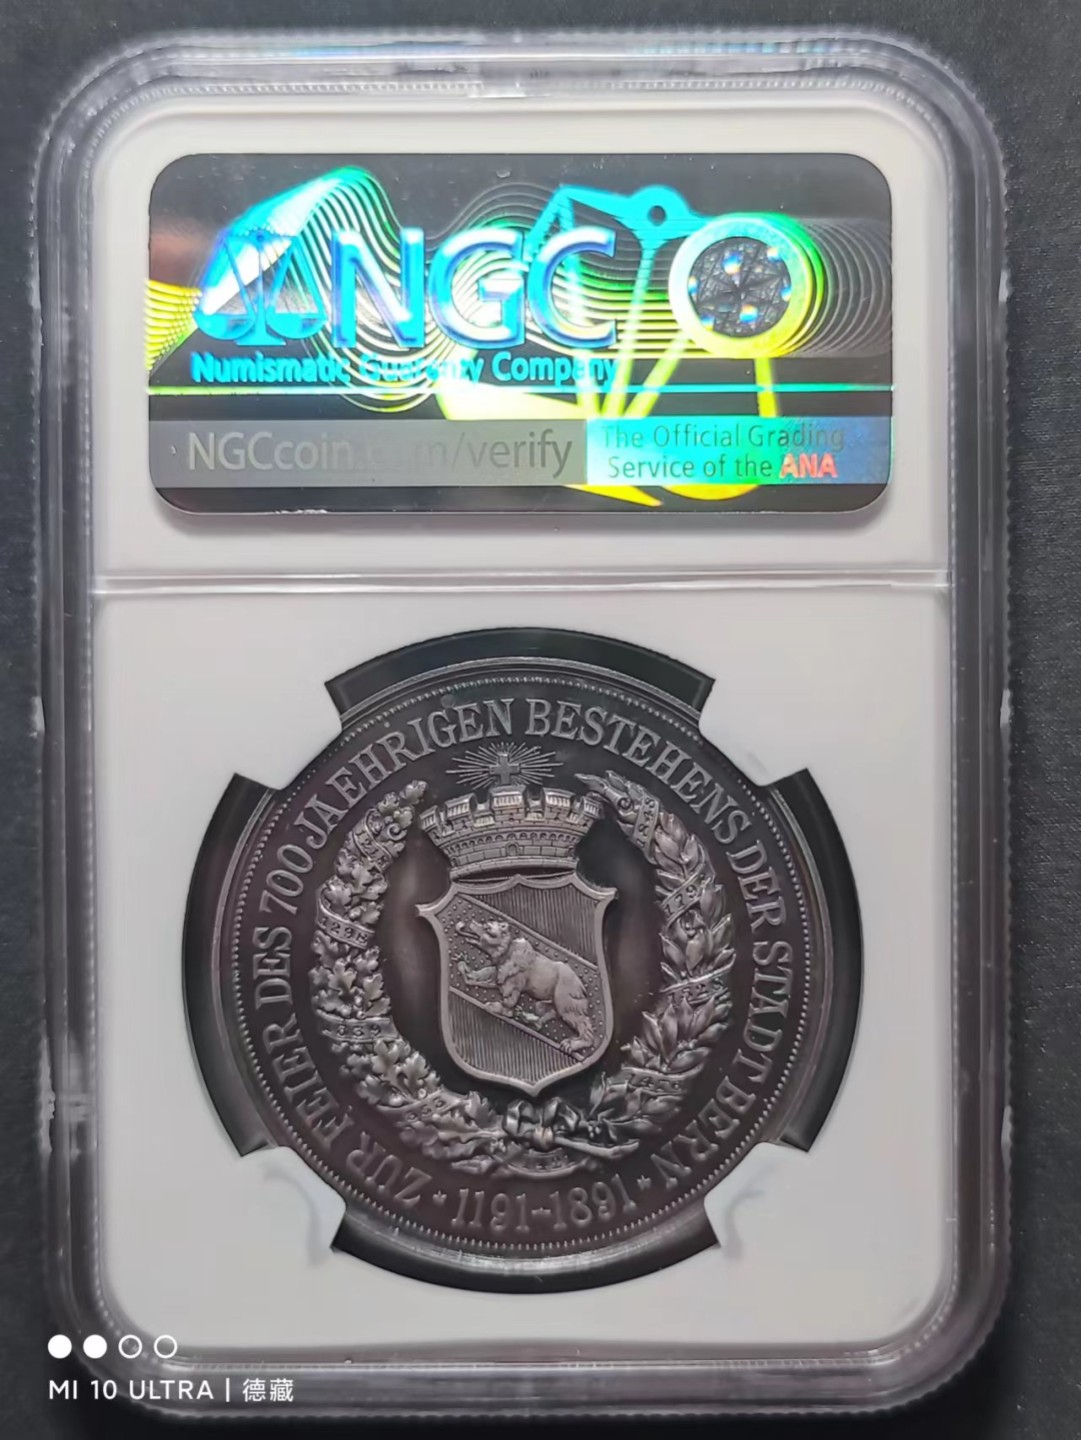 NGC
Numismatic Guaranty Company
NGCcoin.com/verify
The Official Grading
Service of the ANA
ZUR FEIER DES 700 JAEHRIGEN BESTEHENS DER STADT BERN
* 1191-1891 *
MI 10 ULTRA | 德藏